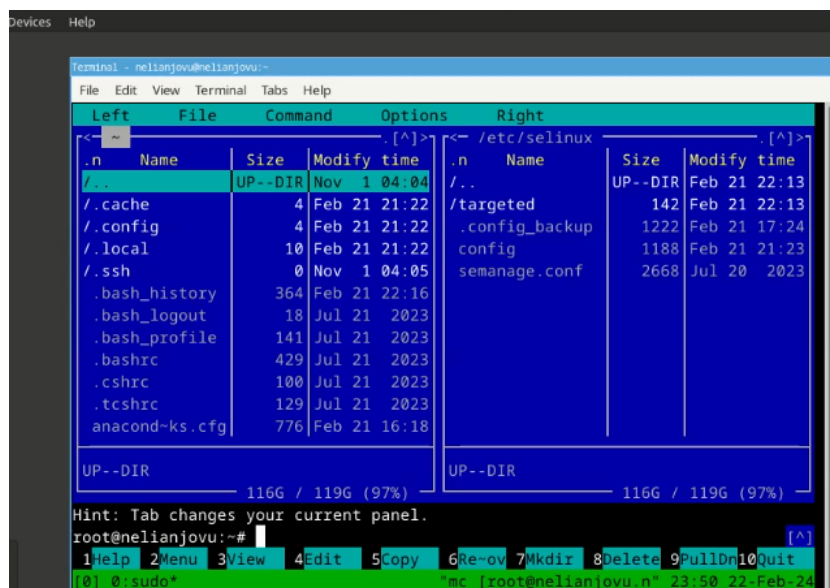 Devices Help
Terminal - nelianjovu@nelianjovu:~
File Edit View Terminal Tabs Help
Left File Command Options Right
<─ ~ ─.[^]>┐ <─ /etc/selinux ─.[^]>┐
.n Name Size Modify time .n Name Size Modify time
/.. UP--DIR Nov 1 04:04 /.. UP--DIR Feb 21 22:13
/.cache 4 Feb 21 21:22 /targeted 142 Feb 21 22:13
/.config 4 Feb 21 21:22 .config_backup 1222 Feb 21 17:24
/.local 10 Feb 21 21:22 config 1188 Feb 21 21:23
/.ssh 0 Nov 1 04:05 semanage.conf 2668 Jul 20 2023
.bash_history 364 Feb 21 22:16
.bash_logout 18 Jul 21 2023
.bash_profile 141 Jul 21 2023
.bashrc 429 Jul 21 2023
.cshrc 100 Jul 21 2023
.tcshrc 129 Jul 21 2023
anacond~ks.cfg 776 Feb 21 16:18
UP--DIR UP--DIR
116G / 119G (97%) 116G / 119G (97%)
Hint: Tab changes your current panel.
root@nelianjovu:~# [^]
1Help 2Menu 3View 4Edit 5Copy 6Re~ov 7Mkdir 8Delete 9PullDn 10Quit
[0] 0:sudo* "mc [root@nelianjovu.n" 23:50 22-Feb-24